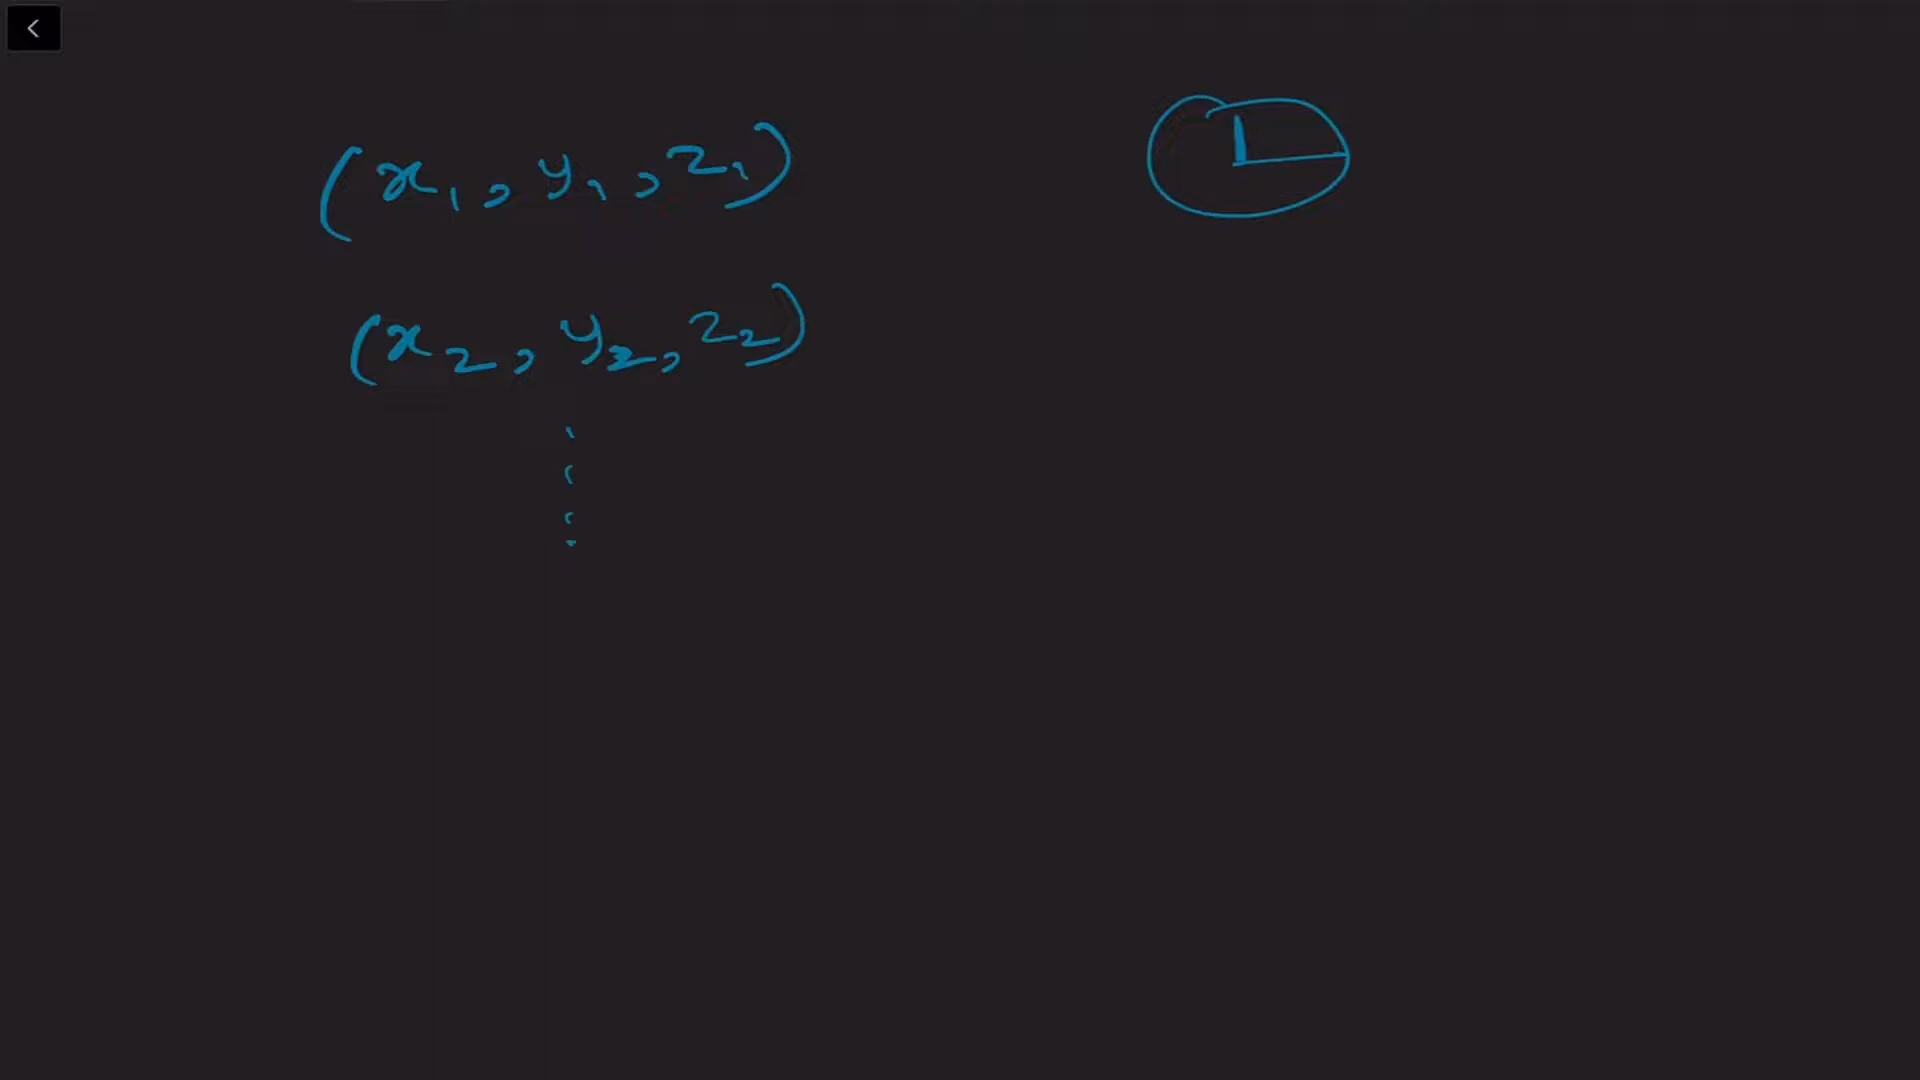 (x₁, y₁, z₁)
(x₂, y₂, z₂)